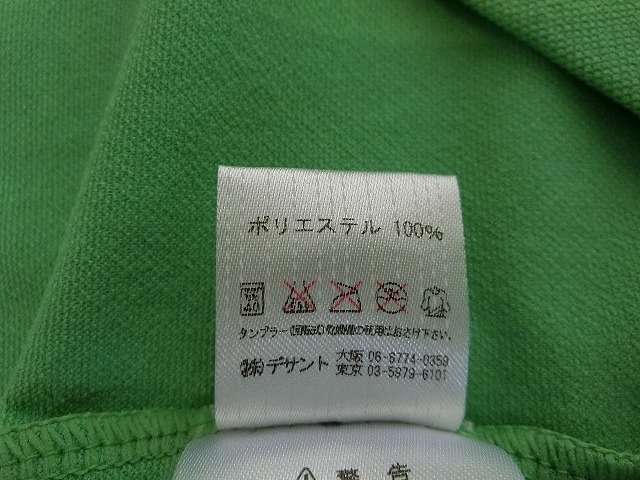 ポリエステル 100%
40
タンブラー(回転式)乾燥機の使用はおさけ下さい。
(株)デサント 大阪 06-6774-0359
東京 03-5979-6101
警告